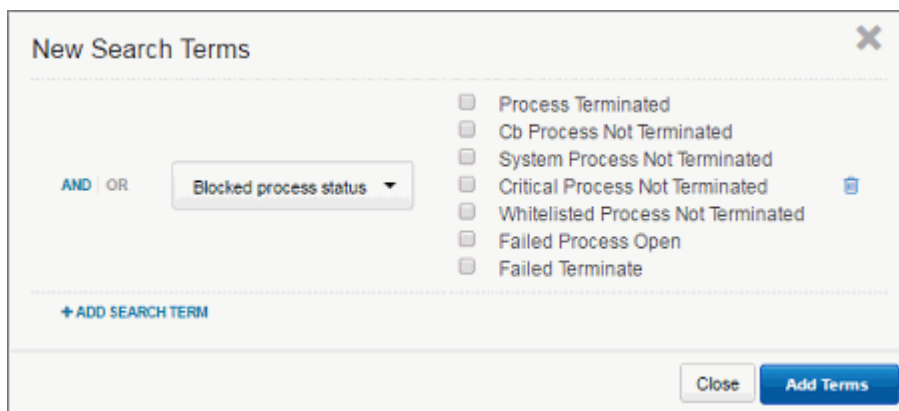 New Search Terms
Process Terminated
Cb Process Not Terminated
System Process Not Terminated
AND OR Blocked process status Critical Process Not Terminated
Whitelisted Process Not Terminated
Failed Process Open
Failed Terminate
+ ADD SEARCH TERM
Close Add Terms